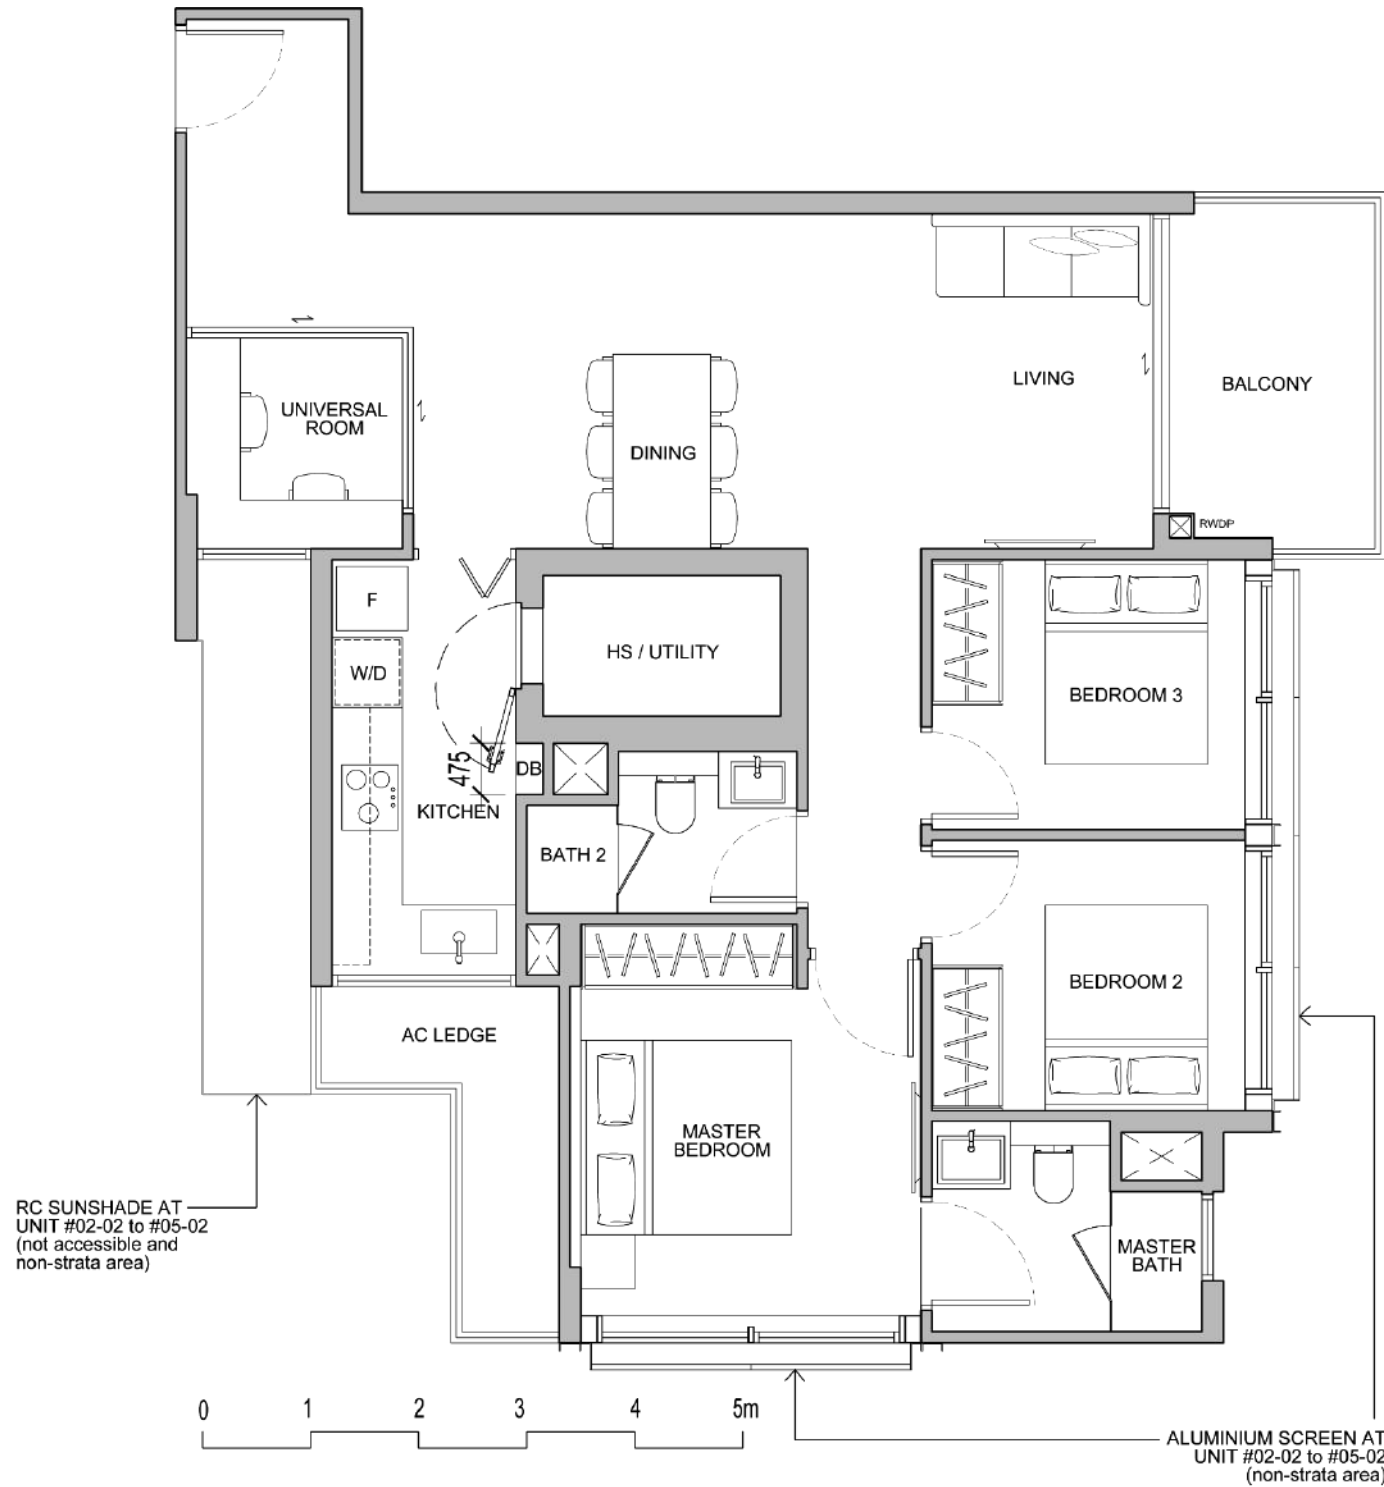 LIVING
BALCONY
UNIVERSAL
ROOM
DINING
RWDP
F
HS / UTILITY
W/D
BEDROOM 3
475
DB
KITCHEN
BATH 2
BEDROOM 2
AC LEDGE
MASTER
BEDROOM
RC SUNSHADE AT
UNIT #02-02 to #05-02
(not accessible and
non-strata area)
MASTER
BATH
0 1 2 3 4 5m
ALUMINIUM SCREEN AT
UNIT #02-02 to #05-02
(non-strata area)